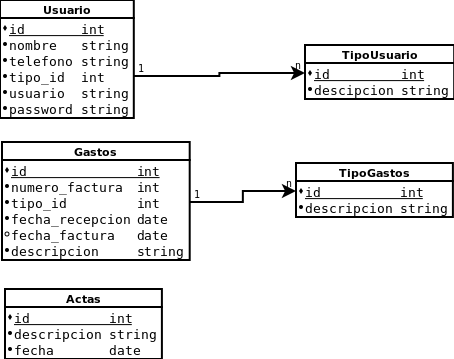 Usuario
id int
nombre string
telefono string
tipo_id int
usuario string
password string
1
n
TipoUsuario
id int
descipcion string
Gastos
id int
numero_factura int
tipo_id int
fecha_recepcion date
fecha_factura date
descripcion string
1
n
TipoGastos
id int
descripcion string
Actas
id int
descripcion string
fecha date